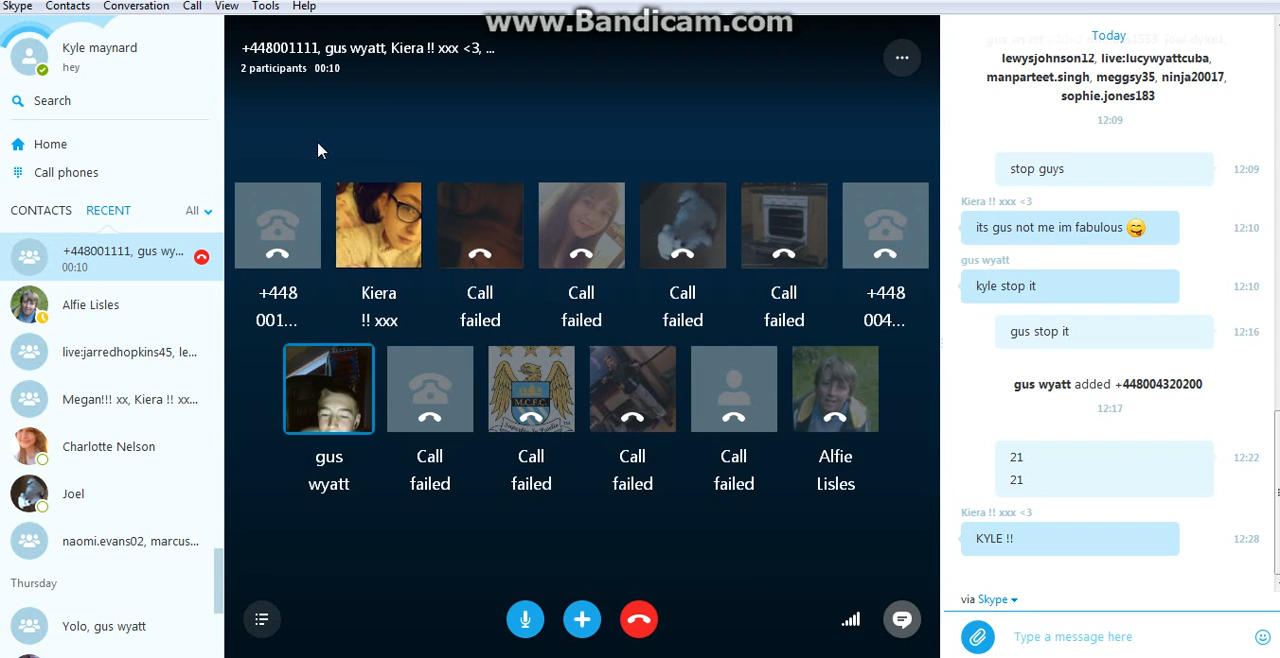 Skype Contacts Conversation Call View Tools Help
www.Bandicam.com
Kyle maynard
hey
Search
Home
Call phones
CONTACTS RECENT All
+448001111, gus wy...
00:10
Alfie Lisles
live:jarredhopkins45, le...
Megan!!! xx, Kiera !! xx...
Charlotte Nelson
Joel
naomi.evans02, marcus...
Thursday
Yolo, gus wyatt
+448001111, gus wyatt, Kiera !! xxx <3, ...
2 participants 00:10
+448
001...
Kiera
!! xxx
Call
failed
Call
failed
Call
failed
Call
failed
+448
004...
gus
wyatt
Call
failed
M.C.F.C.
Call
failed
Call
failed
Call
failed
Alfie
Lisles
Today
lewysjohnson12, live:lucywyattcuba,
manparteet.singh, meggsy35, ninja20017,
sophie.jones183
12:09
stop guys 12:09
Kiera !! xxx <3
its gus not me im fabulous 12:10
gus wyatt
kyle stop it 12:10
gus stop it 12:16
gus wyatt added +448004320200
12:17
21 12:22
21
Kiera !! xxx <3
KYLE !! 12:28
via Skype
Type a message here